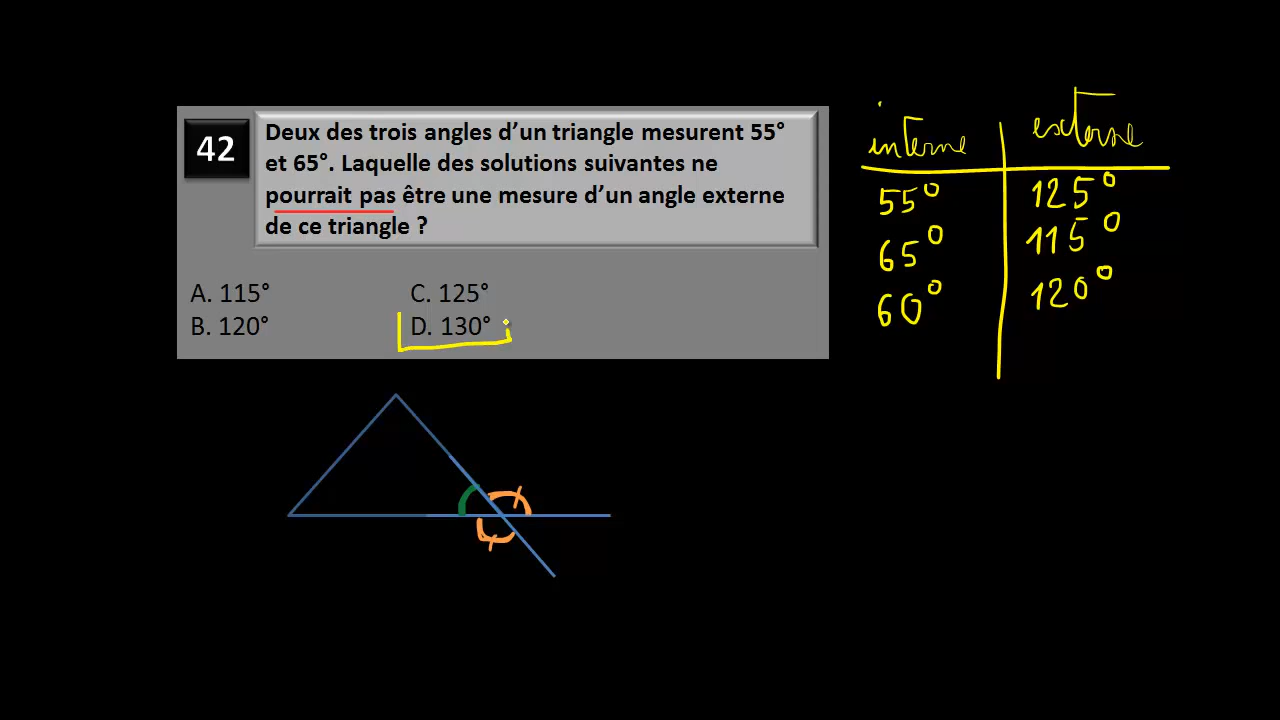 42
Deux des trois angles d’un triangle mesurent 55°
et 65°. Laquelle des solutions suivantes ne
pourrait pas être une mesure d’un angle externe
de ce triangle ?
A. 115°
C. 125°
B. 120°
D. 130°
interne externe
55° 125°
65° 115°
60° 120°